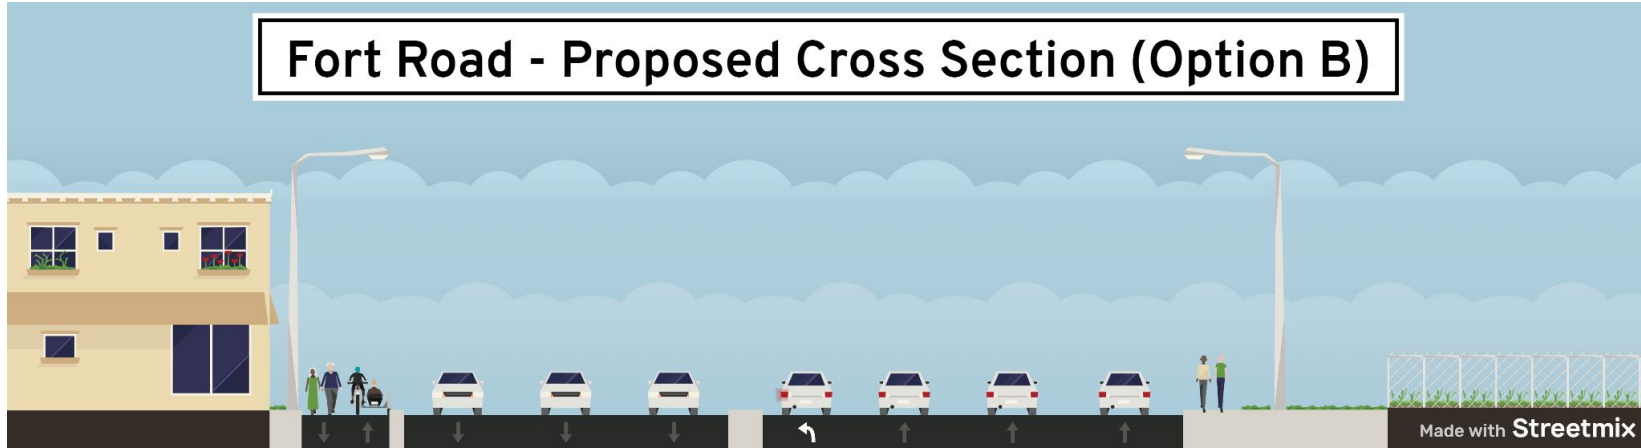 Fort Road - Proposed Cross Section (Option B)
Made with Streetmix